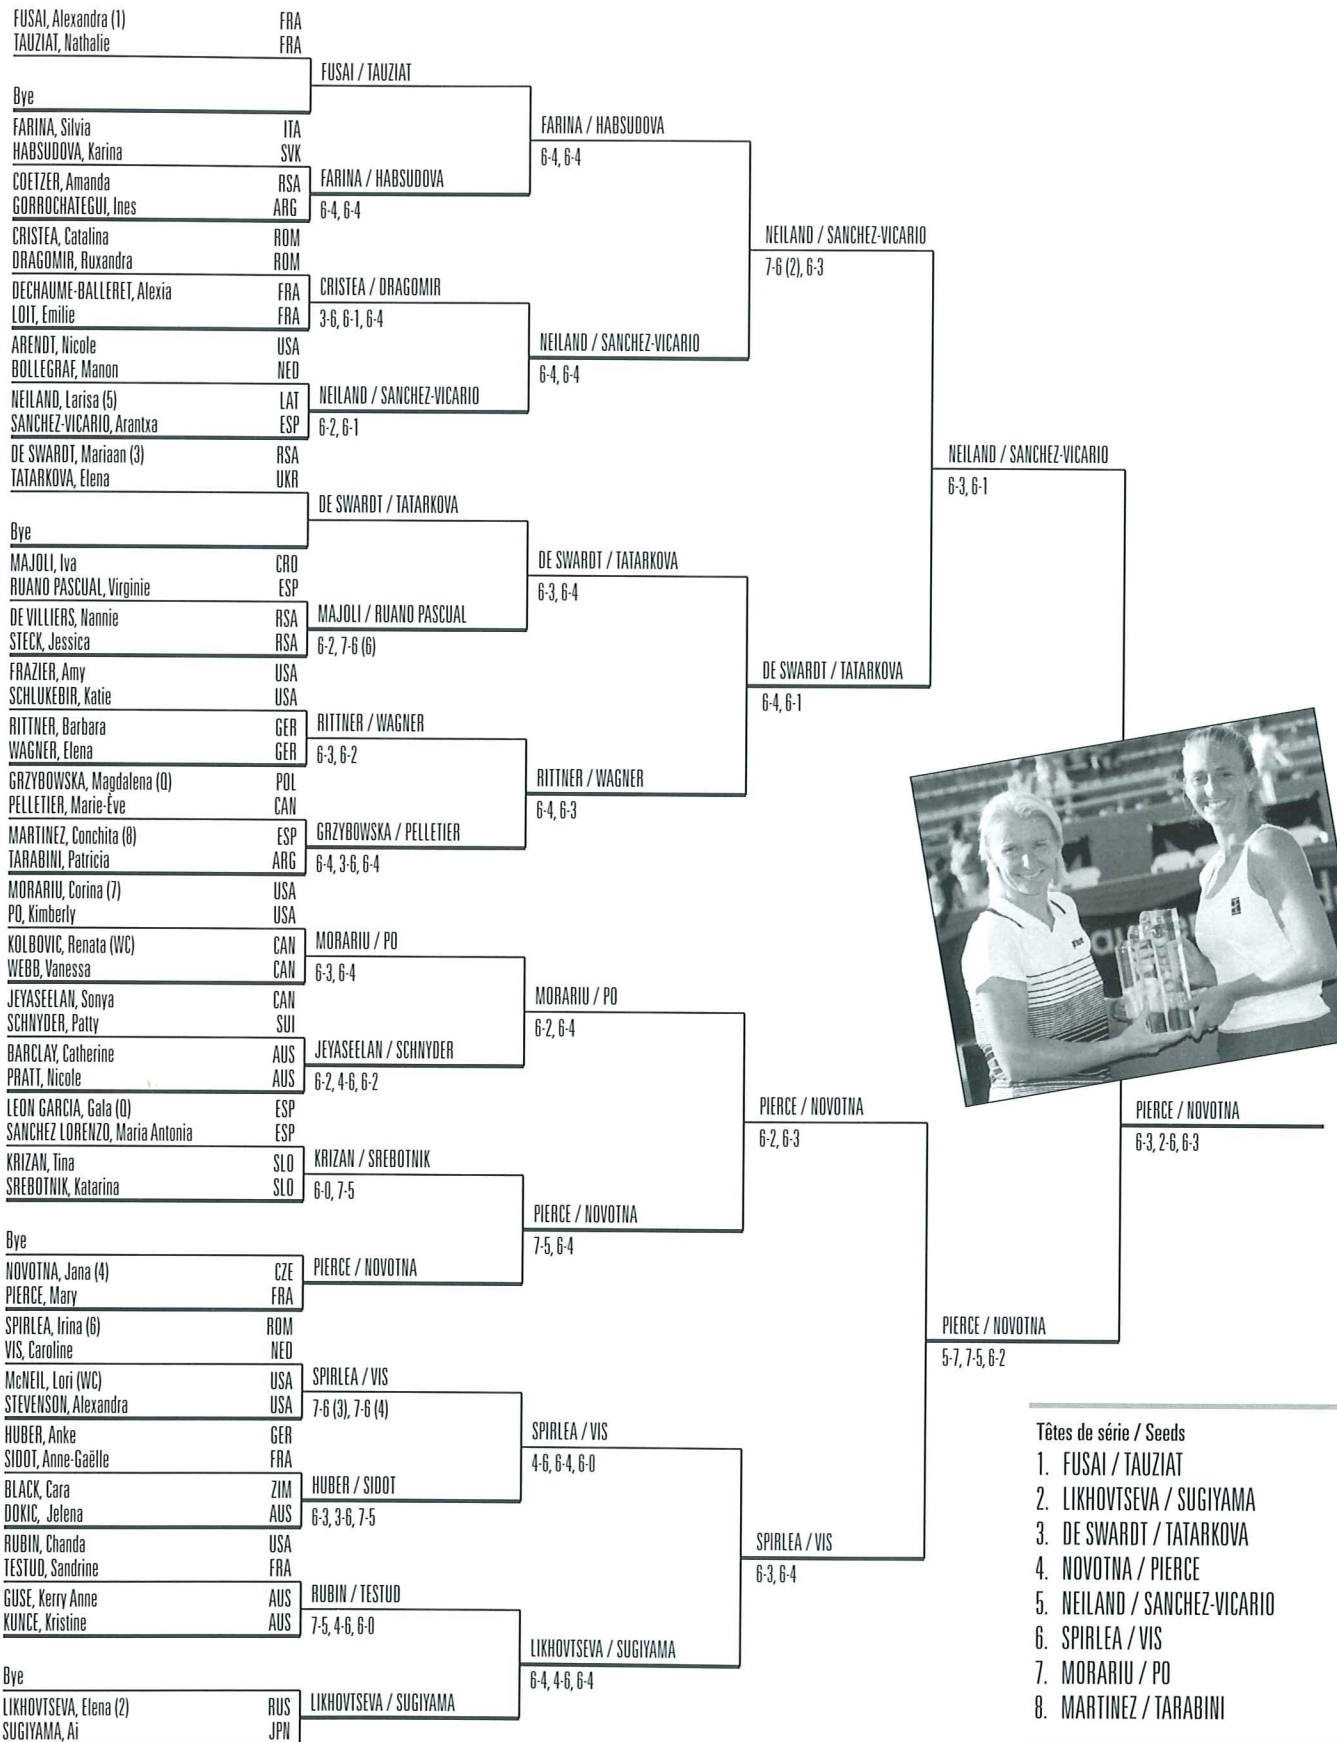 FUSAI, Alexandra (1) FRA
TAUZIAT, Nathalie FRA
Bye
FARINA, Silvia ITA
HABSUDOVA, Karina SVK
COETZER, Amanda RSA
GORROCHATEGUI, Ines ARG
CRISTEA, Catalina ROM
DRAGOMIR, Ruxandra ROM
DECHAUME-BALLERET, Alexia FRA
LOIT, Emilie FRA
ARENDT, Nicole USA
BOLLEGRAF, Manon NED
NEILAND, Larisa (5) LAT
SANCHEZ-VICARIO, Arantxa ESP
DE SWARDT, Mariaan (3) RSA
TATARKOVA, Elena UKR
Bye
MAJOLI, Iva CRO
RUANO PASCUAL, Virginie ESP
DE VILLIERS, Nannie RSA
STECK, Jessica RSA
FRAZIER, Amy USA
SCHLUKEBIR, Katie USA
RITTNER, Barbara GER
WAGNER, Elena GER
GRZYBOWSKA, Magdalena (Q) POL
PELLETIER, Marie-Ève CAN
MARTINEZ, Conchita (8) ESP
TARABINI, Patricia ARG
MORARIU, Corina (7) USA
PO, Kimberly USA
KOLBOVIC, Renata (WC) CAN
WEBB, Vanessa CAN
JEYASEELAN, Sonya CAN
SCHNYDER, Patty SUI
BARCLAY, Catherine AUS
PRATT, Nicole AUS
LEON GARCIA, Gala (Q) ESP
SANCHEZ LORENZO, Maria Antonia ESP
KRIZAN, Tina SLO
SREBOTNIK, Katarina SLO
Bye
NOVOTNA, Jana (4) CZE
PIERCE, Mary FRA
SPIRLEA, Irina (6) ROM
VIS, Caroline NED
McNEIL, Lori (WC) USA
STEVENSON, Alexandra USA
HUBER, Anke GER
SIDOT, Anne-Gaëlle FRA
BLACK, Cara ZIM
DOKIC, Jelena AUS
RUBIN, Chanda USA
TESTUD, Sandrine FRA
GUSE, Kerry Anne AUS
KUNCE, Kristine AUS
Bye
LIKHOVTSEVA, Elena (2) RUS
SUGIYAMA, Ai JPN
FUSAI / TAUZIAT
FARINA / HABSUDOVA
6-4, 6-4
CRISTEA / DRAGOMIR
3-6, 6-1, 6-4
NEILAND / SANCHEZ-VICARIO
6-2, 6-1
DE SWARDT / TATARKOVA
MAJOLI / RUANO PASCUAL
6-2, 7-6 (6)
RITTNER / WAGNER
6-3, 6-2
GRZYBOWSKA / PELLETIER
6-4, 3-6, 6-4
MORARIU / PO
6-3, 6-4
JEYASEELAN / SCHNYDER
6-2, 4-6, 6-2
KRIZAN / SREBOTNIK
6-0, 7-5
PIERCE / NOVOTNA
SPIRLEA / VIS
7-6 (3), 7-6 (4)
HUBER / SIDOT
6-3, 3-6, 7-5
RUBIN / TESTUD
7-5, 4-6, 6-0
LIKHOVTSEVA / SUGIYAMA
FARINA / HABSUDOVA
6-4, 6-4
NEILAND / SANCHEZ-VICARIO
6-4, 6-4
DE SWARDT / TATARKOVA
6-3, 6-4
RITTNER / WAGNER
6-4, 6-3
MORARIU / PO
6-2, 6-4
PIERCE / NOVOTNA
7-5, 6-4
SPIRLEA / VIS
4-6, 6-4, 6-0
LIKHOVTSEVA / SUGIYAMA
6-4, 4-6, 6-4
NEILAND / SANCHEZ-VICARIO
7-6 (2), 6-3
DE SWARDT / TATARKOVA
6-4, 6-1
PIERCE / NOVOTNA
6-2, 6-3
SPIRLEA / VIS
6-3, 6-4
NEILAND / SANCHEZ-VICARIO
6-3, 6-1
PIERCE / NOVOTNA
5-7, 7-5, 6-2
PIERCE / NOVOTNA
6-3, 2-6, 6-3
Têtes de série / Seeds
1. FUSAI / TAUZIAT
2. LIKHOVTSEVA / SUGIYAMA
3. DE SWARDT / TATARKOVA
4. NOVOTNA / PIERCE
5. NEILAND / SANCHEZ-VICARIO
6. SPIRLEA / VIS
7. MORARIU / PO
8. MARTINEZ / TARABINI